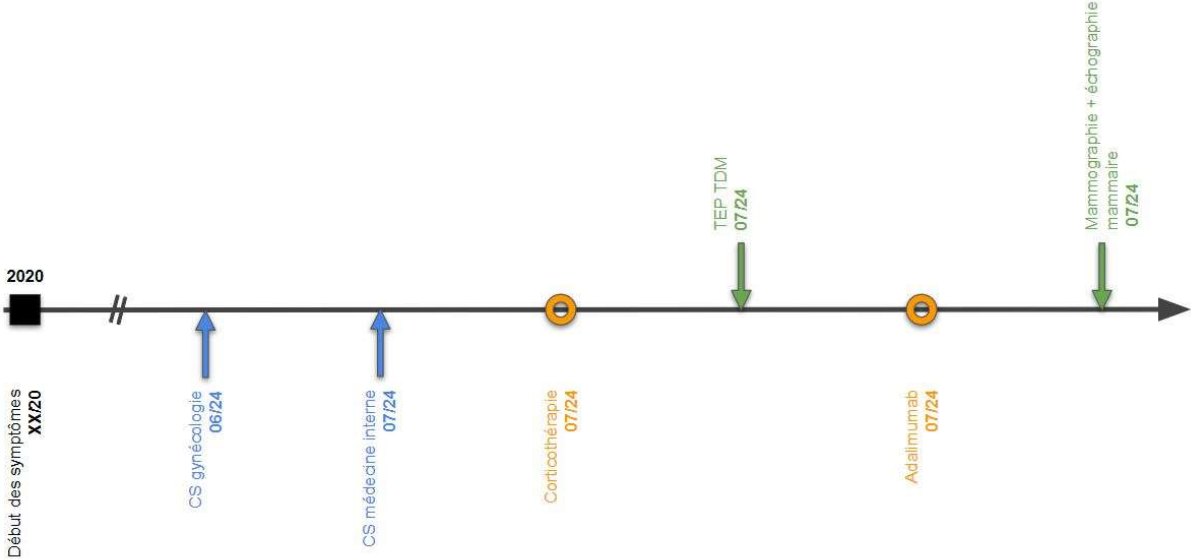 2020
Début des symptômes
XX/20
CS gynécologie
06/24
CS médecine interne
07/24
Corticothérapie
07/24
TEP TDM
07/24
Adalimumab
07/24
Mammographie + échographie
mammaire
07/24